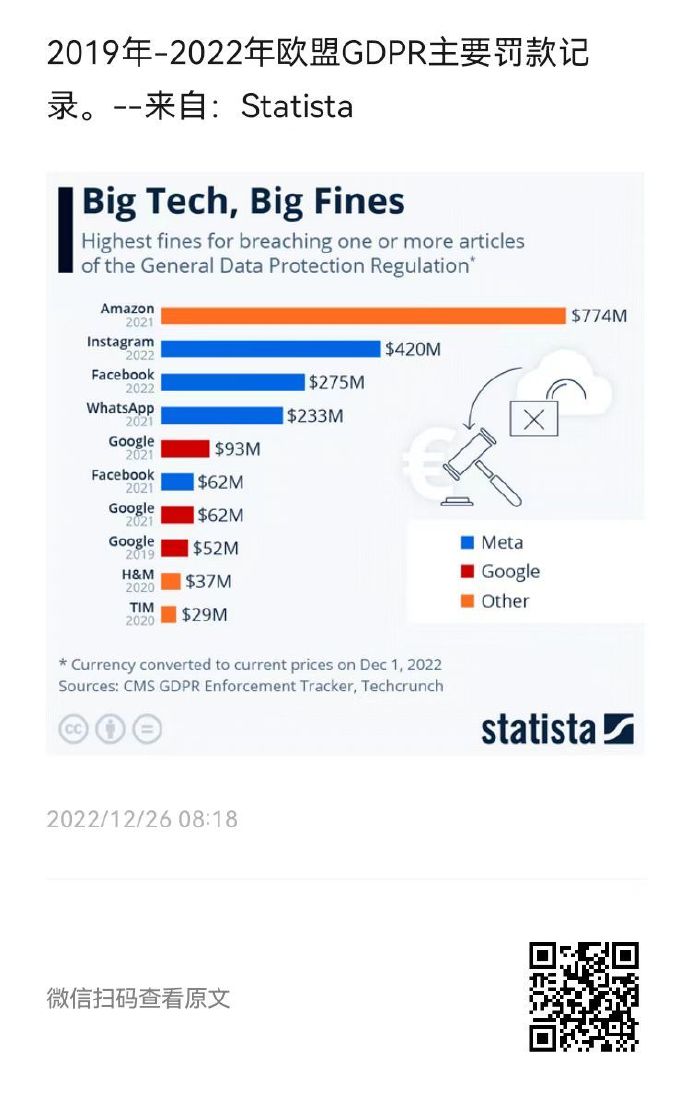 2019年-2022年欧盟GDPR主要罚款记
录。--来自：Statista
Big Tech, Big Fines
Highest fines for breaching one or more articles
of the General Data Protection Regulation*
Amazon
2021
$774M
Instagram
2022
$420M
Facebook
2022
$275M
WhatsApp
2021
$233M
Google
2021
$93M
Facebook
2021
$62M
Google
2021
$62M
Google
2019
$52M
H&M
2020
$37M
TIM
2020
$29M
€
Meta
Google
Other
* Currency converted to current prices on Dec 1, 2022
Sources: CMS GDPR Enforcement Tracker, Techcrunch
cc
statista
2022/12/26 08:18
微信扫码查看原文